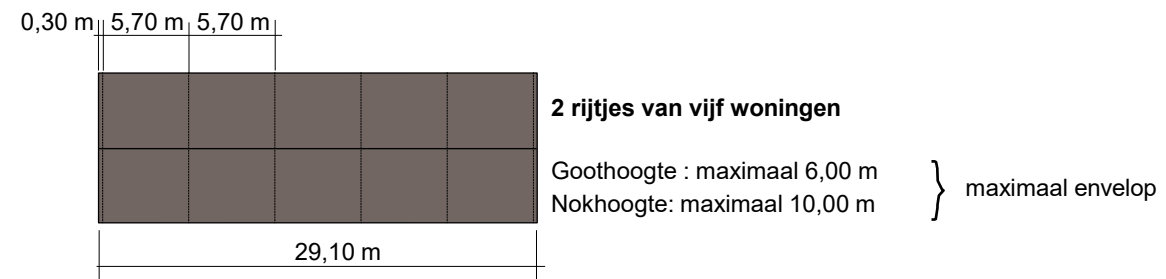 0,30 m 5,70 m 5,70 m
2 rijtjes van vijf woningen
Goothoogte : maximaal 6,00 m
Nokhoogte: maximaal 10,00 m
} maximaal envelop
29,10 m